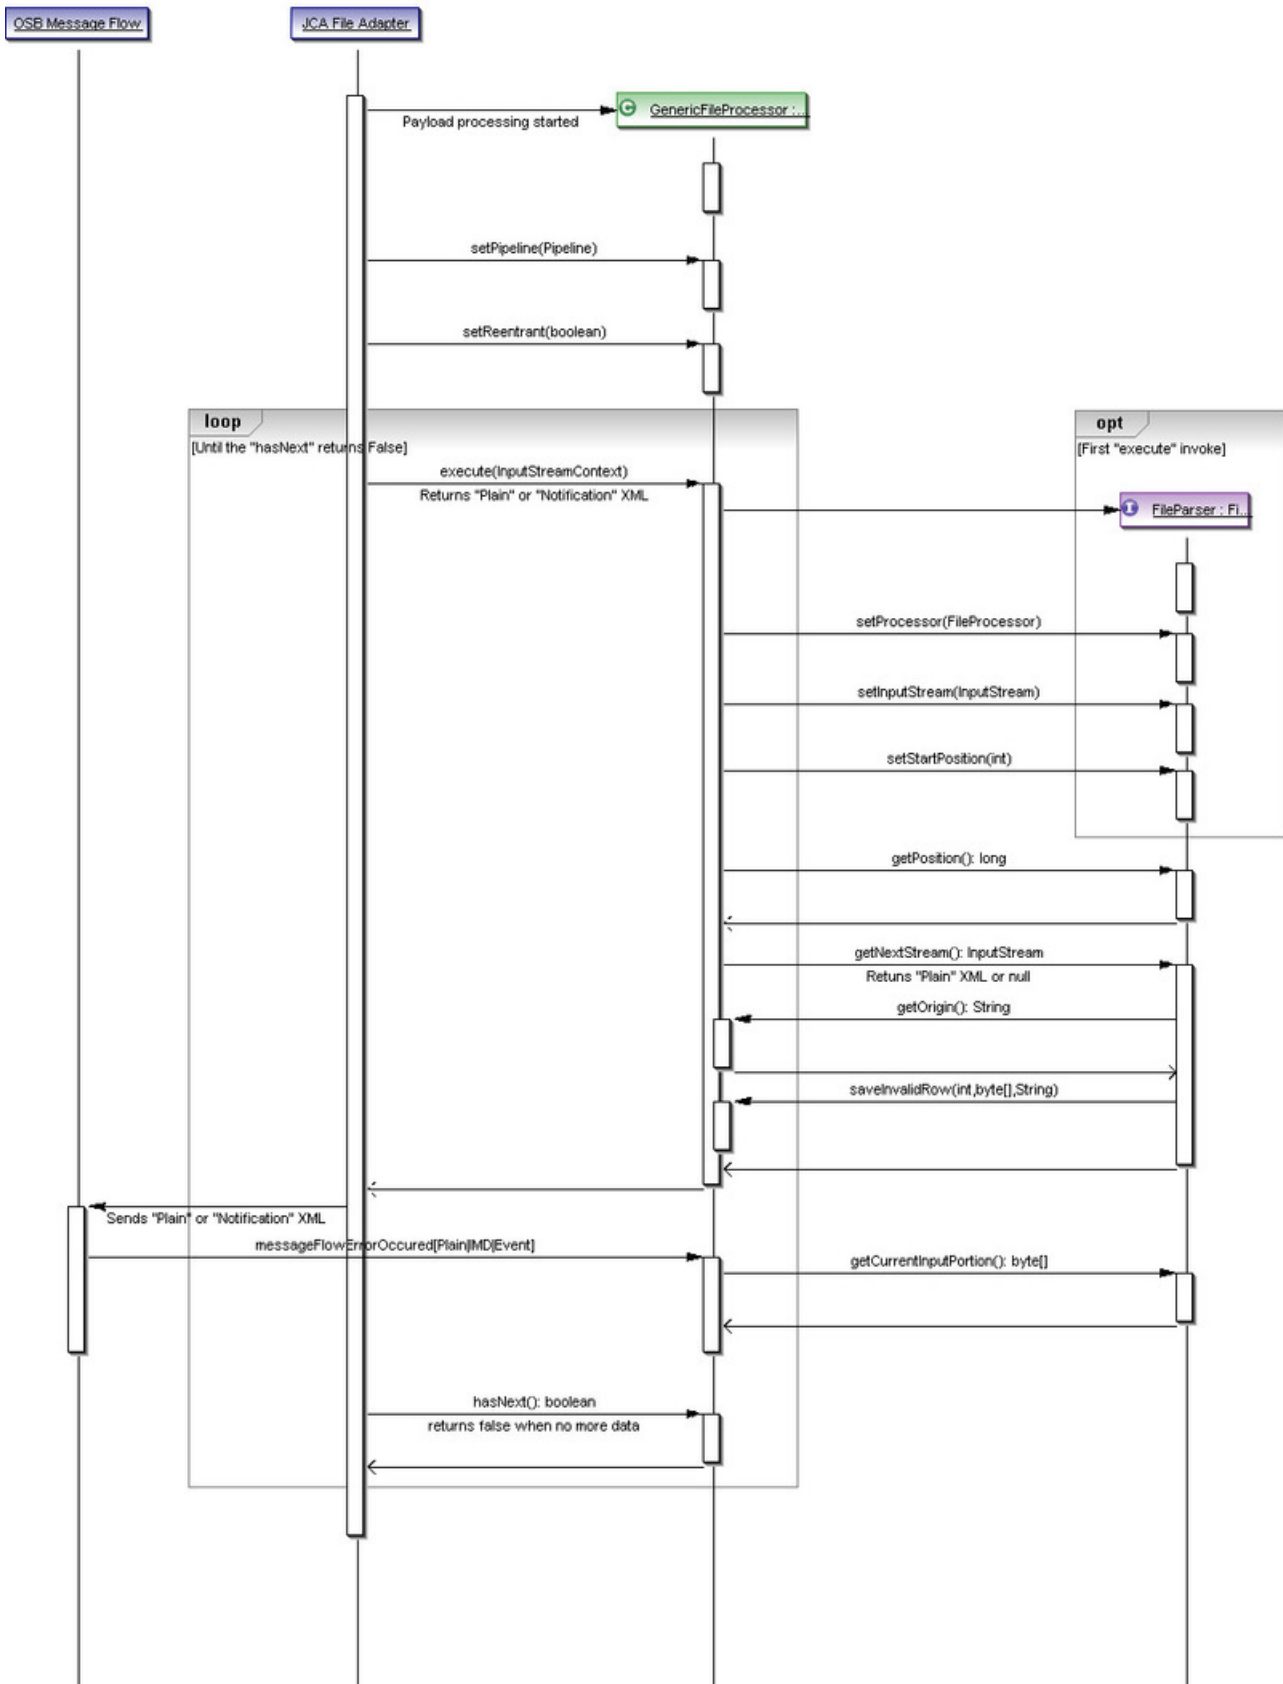 OSB Message Flow
JCA File Adapter
GenericFileProcessor :...
Payload processing started
setPipeline(Pipeline)
setReentrant(boolean)
loop
[Until the "hasNext" returns False]
opt
[First "execute" invoke]
execute(InputStreamContext)
Returns "Plain" or "Notification" XML
FileParser : Fi...
setProcessor(FileProcessor)
setInputStream(InputStream)
setStartPosition(int)
getPosition(): long
getNextStream(): InputStream
Retuns "Plain" XML or null
getOrigin(): String
saveInvalidRow(int,byte[],String)
Sends "Plain" or "Notification" XML
messageFlowErrorOccured[Plain|IMD|Event]
getCurrentInputPortion(): byte[]
hasNext(): boolean
returns false when no more data